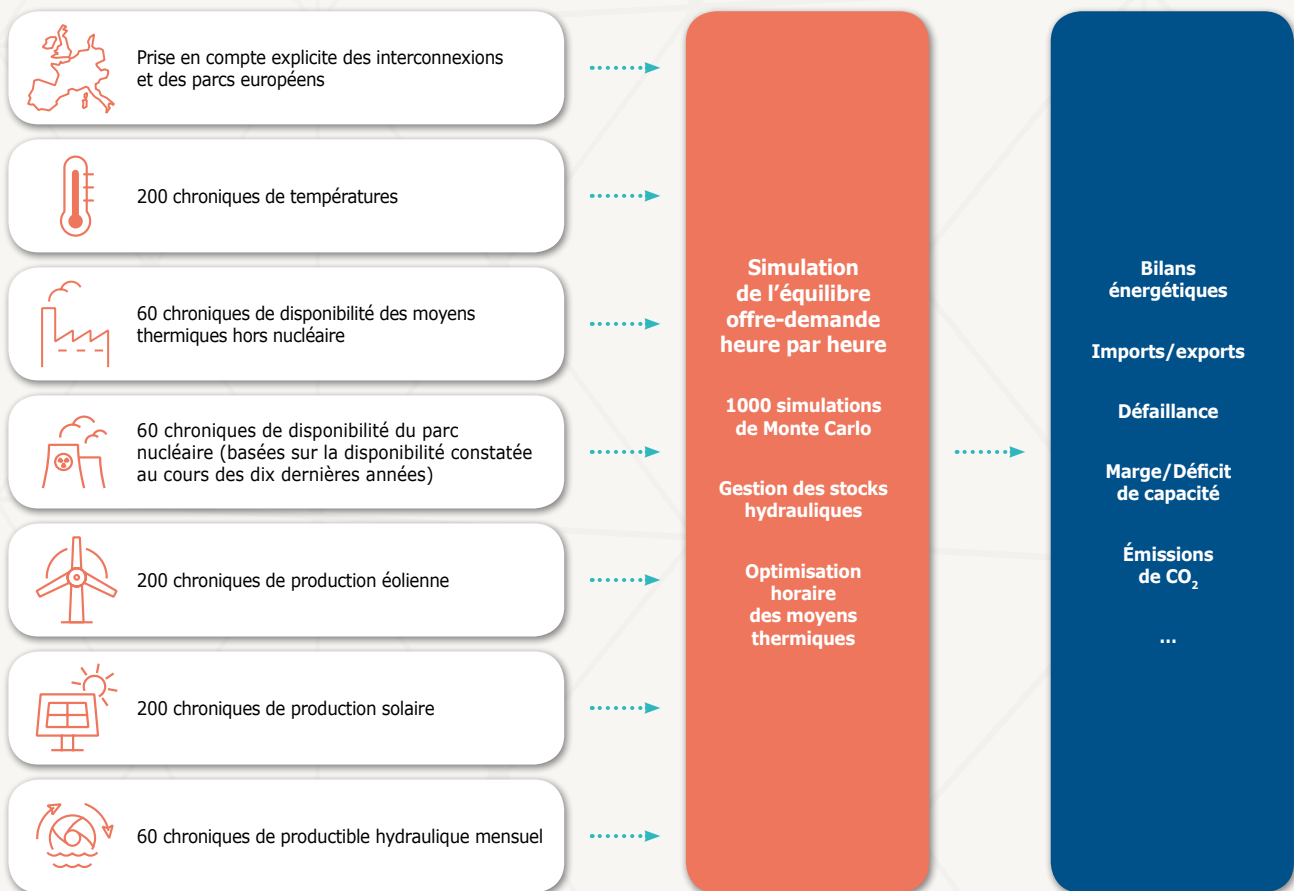 Prise en compte explicite des interconnexions
et des parcs européens
200 chroniques de températures
60 chroniques de disponibilité des moyens
thermiques hors nucléaire
60 chroniques de disponibilité du parc
nucléaire (basées sur la disponibilité constatée
au cours des dix dernières années)
200 chroniques de production éolienne
200 chroniques de production solaire
60 chroniques de productible hydraulique mensuel
Simulation
de l'équilibre
offre-demande
heure par heure
1000 simulations
de Monte Carlo
Gestion des stocks
hydrauliques
Optimisation
horaire
des moyens
thermiques
Bilans
énergétiques
Imports/exports
Défaillance
Marge/Déficit
de capacité
Émissions
de CO₂
...